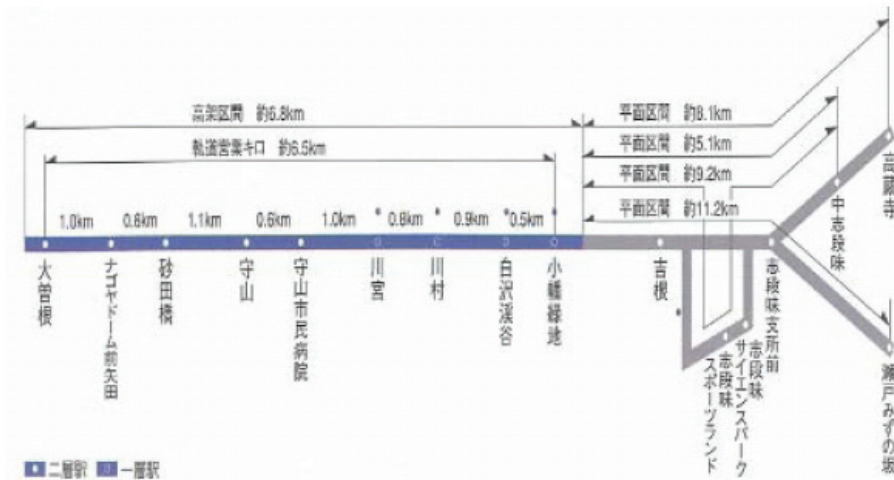 高架区間 約6.8km
平面区間 約8.1km
平面区間 約5.1km
軌道営業キロ 約6.5km
平面区間 約9.2km
平面区間 約11.2km
1.0km
0.8km
1.1km
0.6km
1.0km
0.8km
0.9km
0.5km
大曽根
ナゴヤドーム前矢田
砂田橋
守山
守山市民病院
川宮
川村
白沢渓谷
小幡緑地
吉根
志段味スポーツランド
志段味サイエンスパーク
志段味支所前
中志段味
高蔵寺
瀬戸みずの坂
二層駅
一層駅